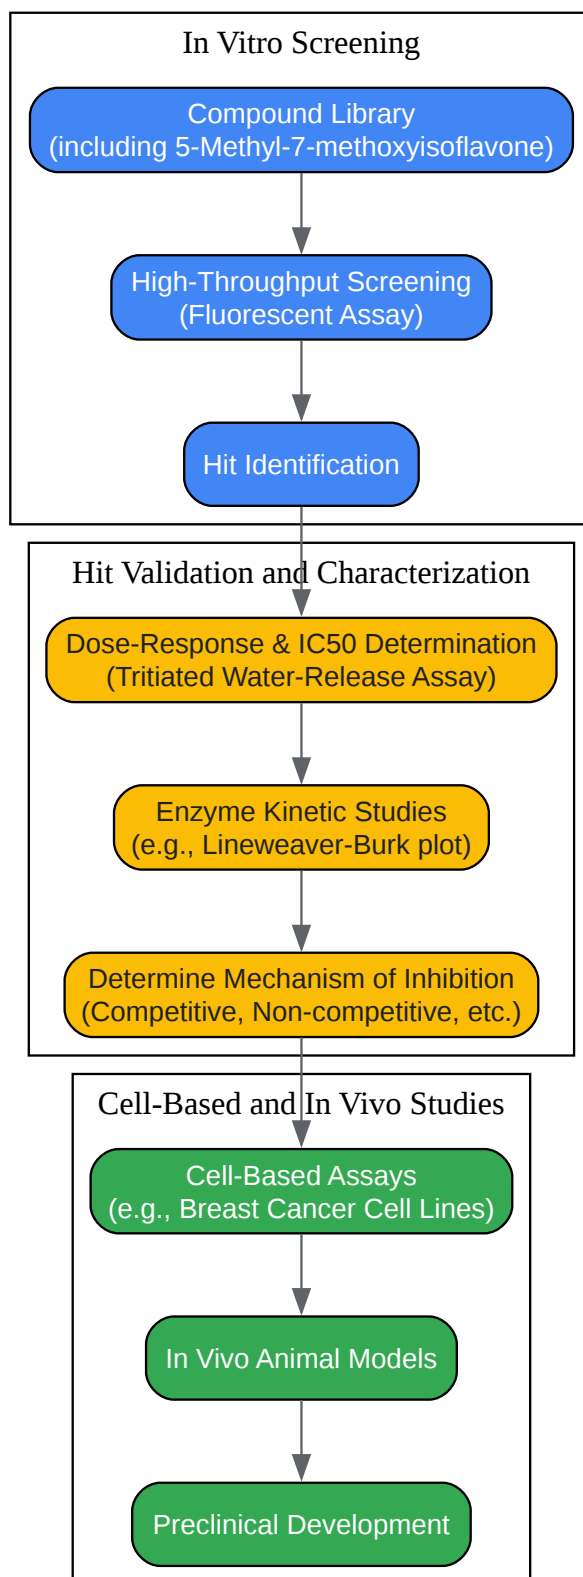 In Vitro Screening
Compound Library
(including 5-Methyl-7-methoxyisoflavone)
High-Throughput Screening
(Fluorescent Assay)
Hit Identification
Hit Validation and Characterization
Dose-Response & IC50 Determination
(Tritiated Water-Release Assay)
Enzyme Kinetic Studies
(e.g., Lineweaver-Burk plot)
Determine Mechanism of Inhibition
(Competitive, Non-competitive, etc.)
Cell-Based and In Vivo Studies
Cell-Based Assays
(e.g., Breast Cancer Cell Lines)
In Vivo Animal Models
Preclinical Development